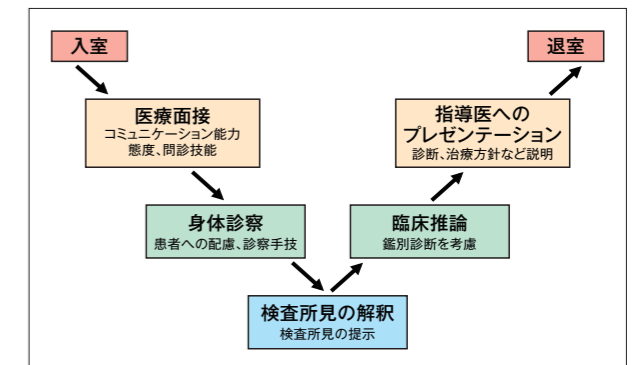 入室
医療面接
コミュニケーション能力
態度、問診技能
身体診察
患者への配慮、診察手技
検査所見の解釈
検査所見の提示
臨床推論
鑑別診断を考慮
指導医への
プレゼンテーション
診断、治療方針など説明
退室